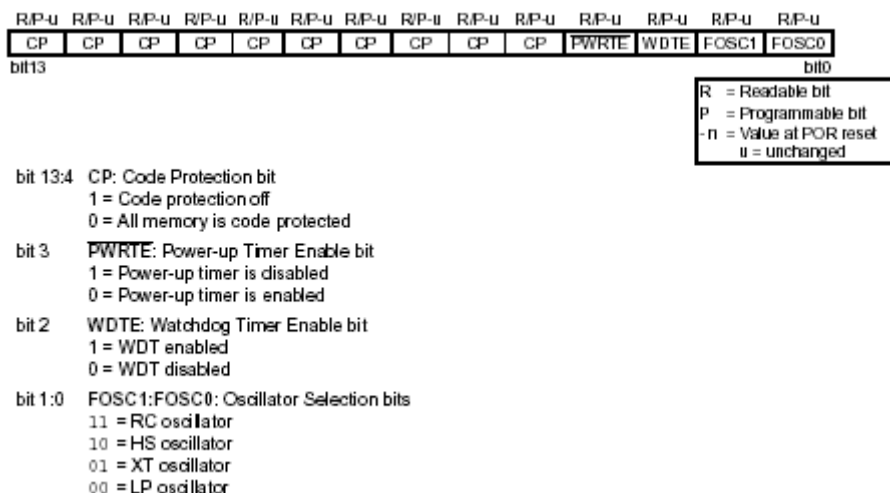 R/P-u R/P-u R/P-u R/P-u R/P-u R/P-u R/P-u R/P-u R/P-u R/P-u R/P-u R/P-u R/P-u R/P-u
CP CP CP CP CP CP CP CP CP CP PWRTE WDTE FOSC1 FOSC0
bit13 bit0
R = Readable bit
P = Programmable bit
- n = Value at POR reset
u = unchanged
bit 13:4 CP: Code Protection bit
1 = Code protection off
0 = All memory is code protected
bit 3 PWRTE: Power-up Timer Enable bit
1 = Power-up timer is disabled
0 = Power-up timer is enabled
bit 2 WDTE: Watchdog Timer Enable bit
1 = WDT enabled
0 = WDT disabled
bit 1:0 FOSC1:FOSC0: Oscillator Selection bits
11 = RC oscillator
10 = HS oscillator
01 = XT oscillator
00 = LP oscillator